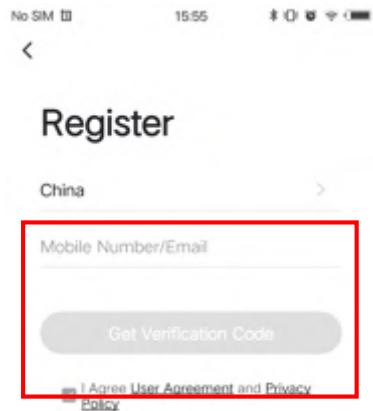 No SIM 15:55
Register
China
Mobile Number/Email
Get Verification Code
I Agree User Agreement and Privacy
Policy